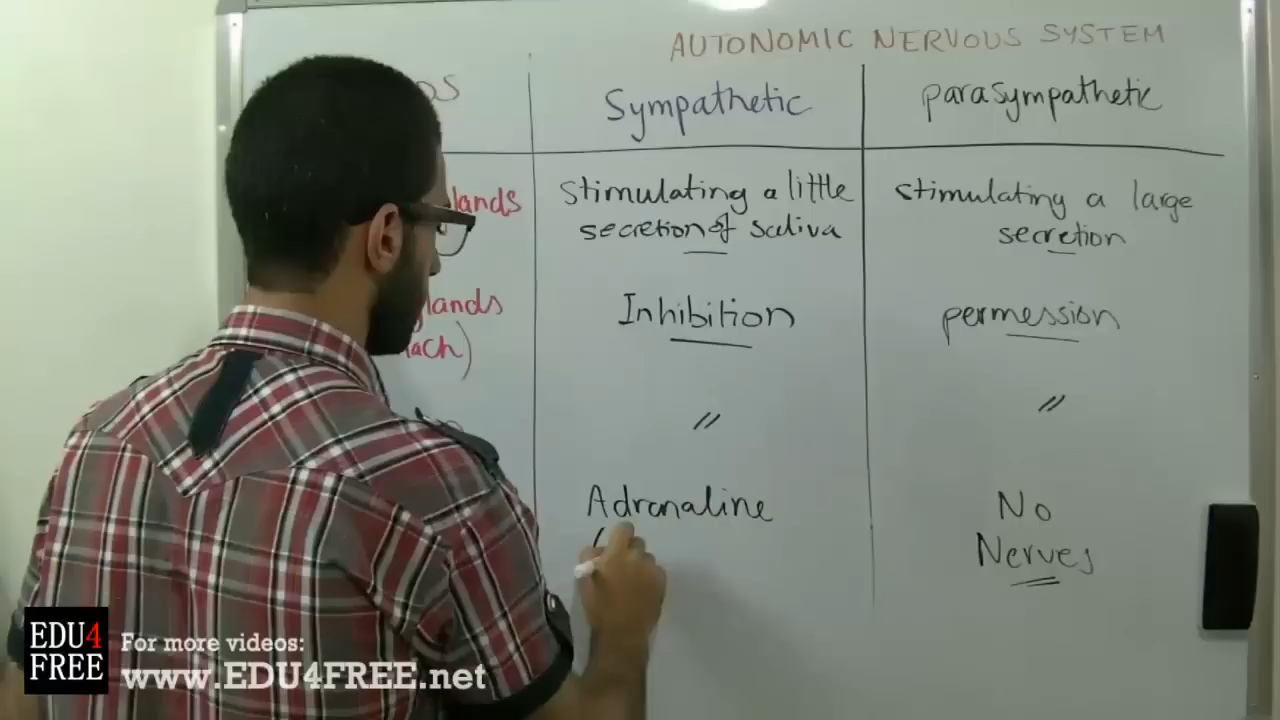 AUTONOMIC NERVOUS SYSTEM
Sympathetic
parasympathetic
lands
stimulating a little
secretion of saliva
stimulating a large
secretion
glands
ach)
Inhibition
permession
〃
〃
Adrenaline
No
Nerves
EDU4
FREE
For more videos:
www.EDU4FREE.net